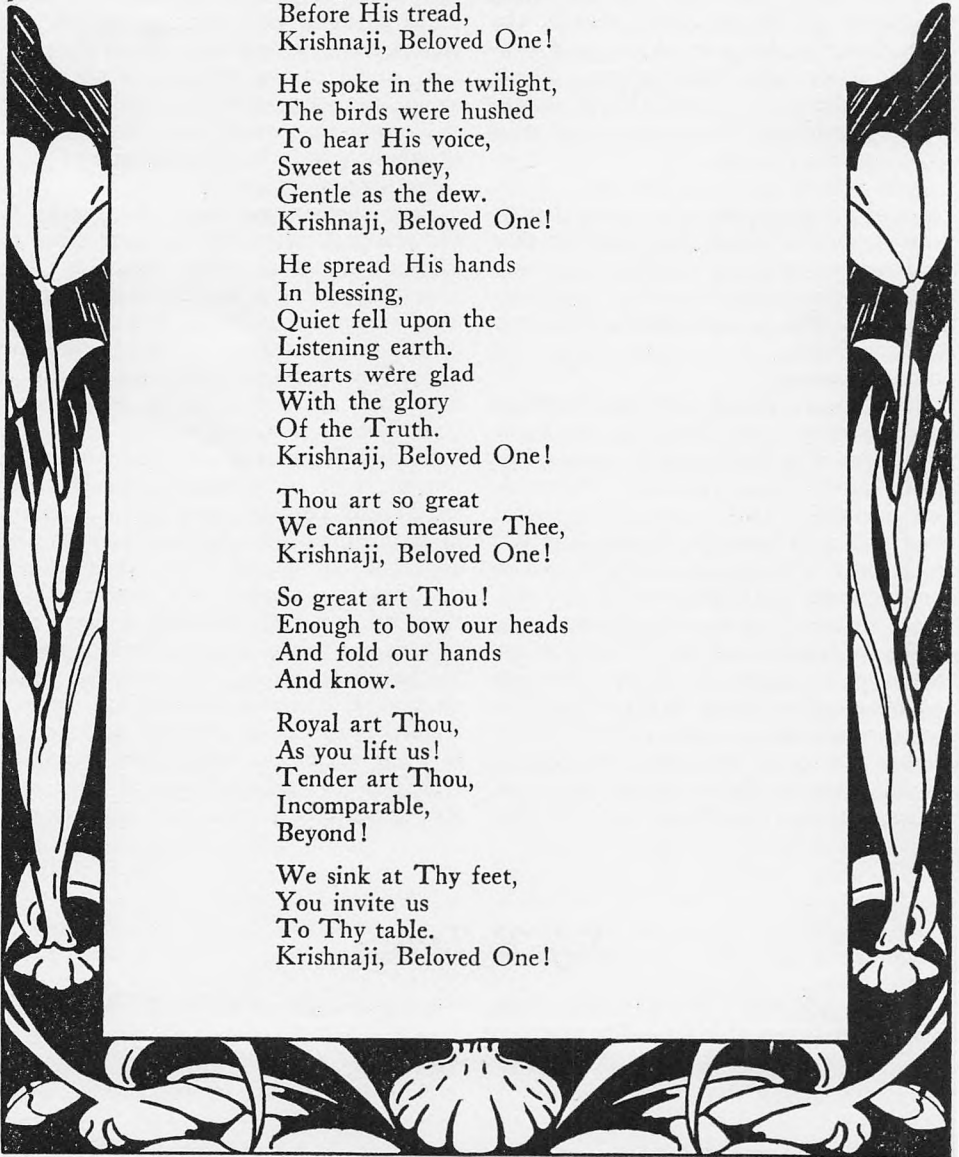 Before His tread,
Krishnaji, Beloved One!
He spoke in the twilight,
The birds were hushed
To hear His voice,
Sweet as honey,
Gentle as the dew.
Krishnaji, Beloved One!
He spread His hands
In blessing,
Quiet fell upon the
Listening earth.
Hearts were glad
With the glory
Of the Truth.
Krishnaji, Beloved One!
Thou art so great
We cannot measure Thee,
Krishnaji, Beloved One!
So great art Thou!
Enough to bow our heads
And fold our hands
And know.
Royal art Thou,
As you lift us!
Tender art Thou,
Incomparable,
Beyond!
We sink at Thy feet,
You invite us
To Thy table.
Krishnaji, Beloved One!